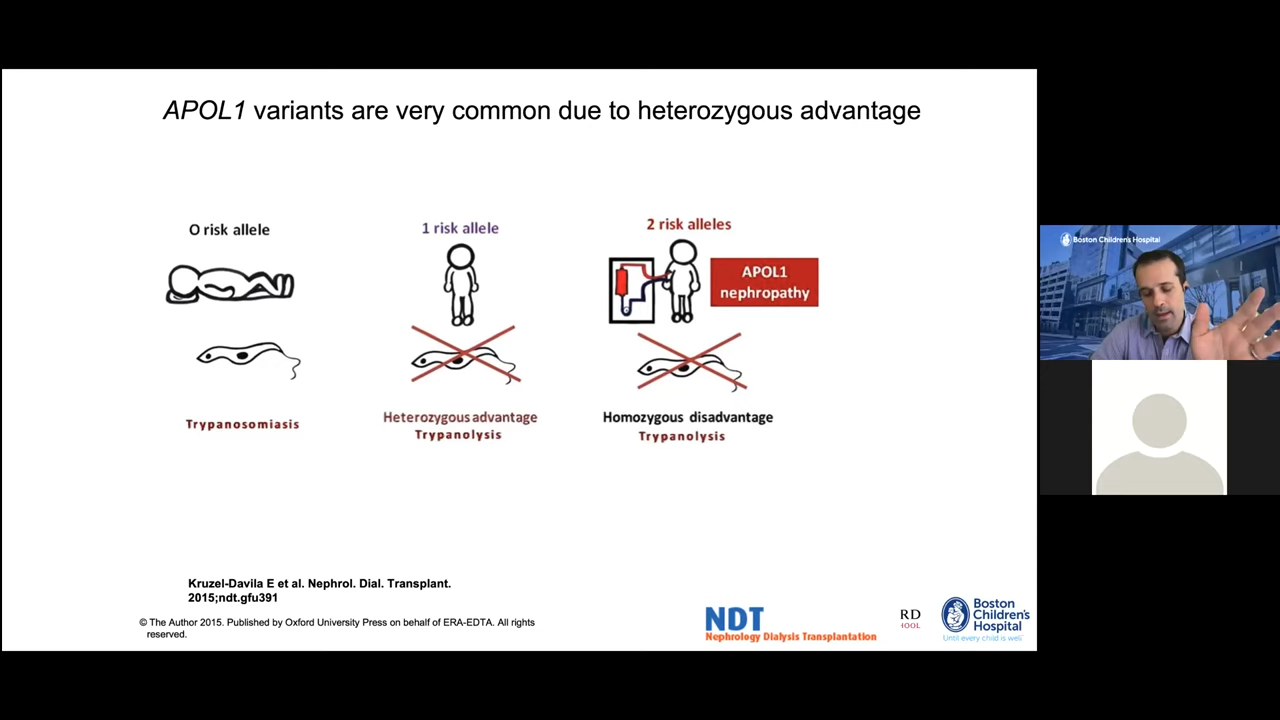 APOL1 variants are very common due to heterozygous advantage
O risk allele
1 risk allele
2 risk alleles
APOL1
nephropathy
Trypanosomiasis
Heterozygous advantage
Trypanolysis
Homozygous disadvantage
Trypanolysis
Kruzel-Davila E et al. Nephrol. Dial. Transplant.
2015;ndt.gfu391
© The Author 2015. Published by Oxford University Press on behalf of ERA-EDTA. All rights
reserved.
NDT
Nephrology Dialysis Transplantation
RD
Boston
Children's
Hospital
Until every child is well
Boston Children's Hospital